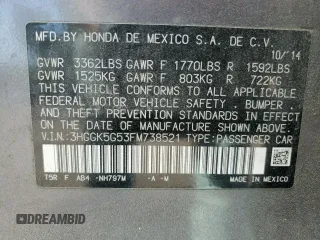 MFD.BY HONDA DE MEXICO S.A. DE C.V.
10/'14
GVWR 3362LBS GAWR F 1770LBS R 1592LBS
GVWR 1525KG GAWR F 803KG R 722KG
THIS VEHICLE CONFORMS TO ALL APPLICABLE
FEDERAL MOTOR VEHICLE SAFETY, BUMPER, AND
THEFT PREVENTION STANDARDS IN EFFECT ON THE
DATE OF MANUFACTURE SHOWN ABOVE.
V.I.N:3HGGK5G53FM738521 TYPE:PASSENGER CAR
T5R F AB4 -NH797M -A -M
MADE IN MEXICO
© CARFAST.EXPRESS